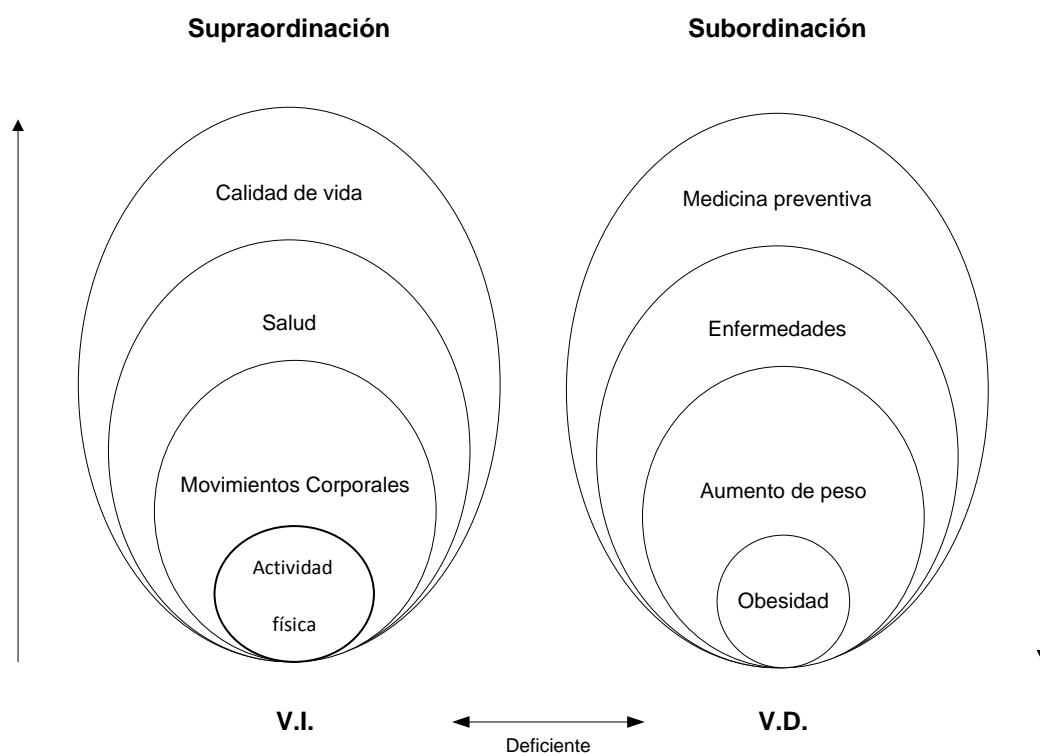 Supraordinación
Subordinación
Calidad de vida
Medicina preventiva
Salud
Enfermedades
Movimientos Corporales
Aumento de peso
Actividad
física
Obesidad
V.I.
V.D.
Deficiente